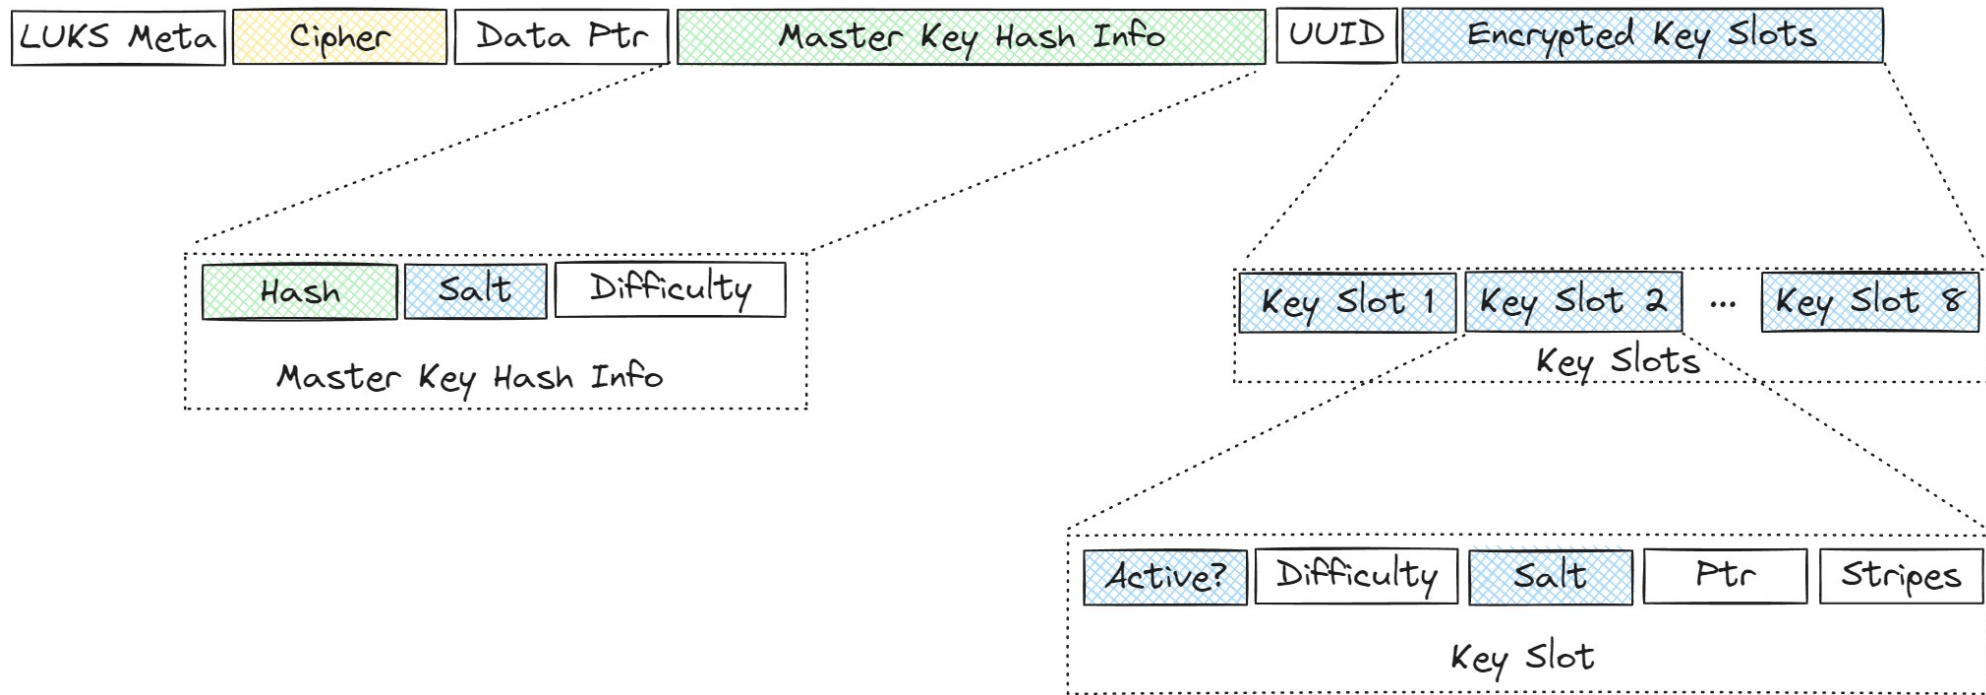 LUKS Meta Cipher Data Ptr Master Key Hash Info UUID Encrypted Key Slots
Hash Salt Difficulty
Master Key Hash Info
Key Slot 1 Key Slot 2 ... Key Slot 8
Key Slots
Active? Difficulty Salt Ptr Stripes
Key Slot